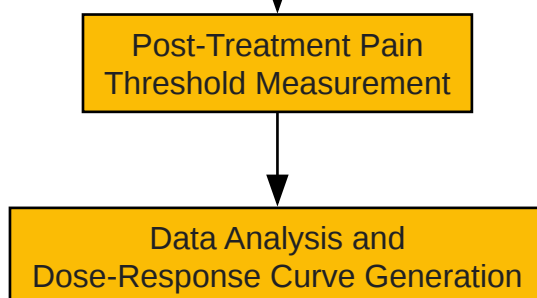 Post-Treatment Pain
Threshold Measurement
Data Analysis and
Dose-Response Curve Generation